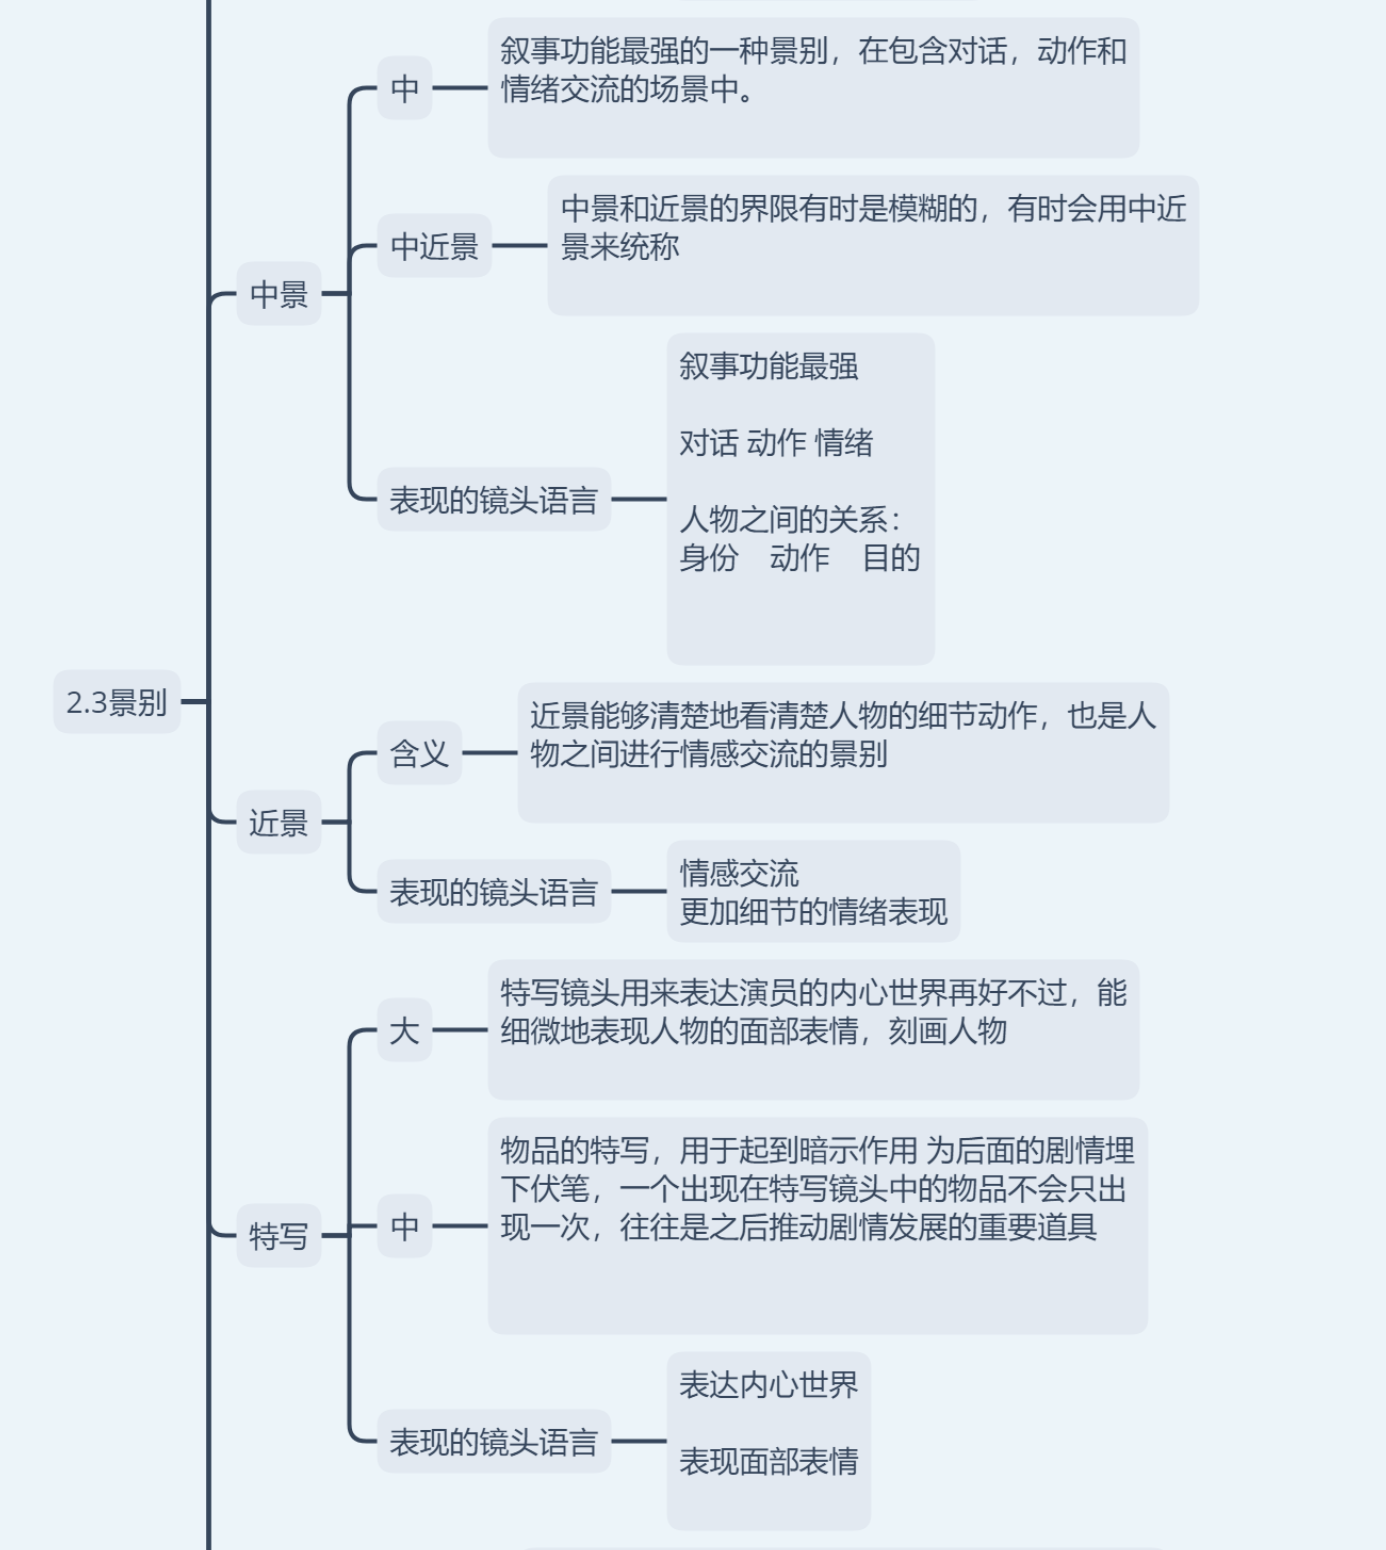 中
叙事功能最强的一种景别，在包含对话，动作和
情绪交流的场景中。
中近景
中景和近景的界限有时是模糊的，有时会用中近
景来统称
中景
叙事功能最强
对话 动作 情绪
表现的镜头语言
人物之间的关系：
身份 动作 目的
2.3景别
含义
近景能够清楚地看清楚人物的细节动作，也是人
物之间进行情感交流的景别
近景
表现的镜头语言
情感交流
更加细节的情绪表现
大
特写镜头用来表达演员的内心世界再好不过，能
细微地表现人物的面部表情，刻画人物
中
物品的特写，用于起到暗示作用 为后面的剧情埋
下伏笔，一个出现在特写镜头中的物品不会只出
现一次，往往是之后推动剧情发展的重要道具
特写
表现的镜头语言
表达内心世界
表现面部表情